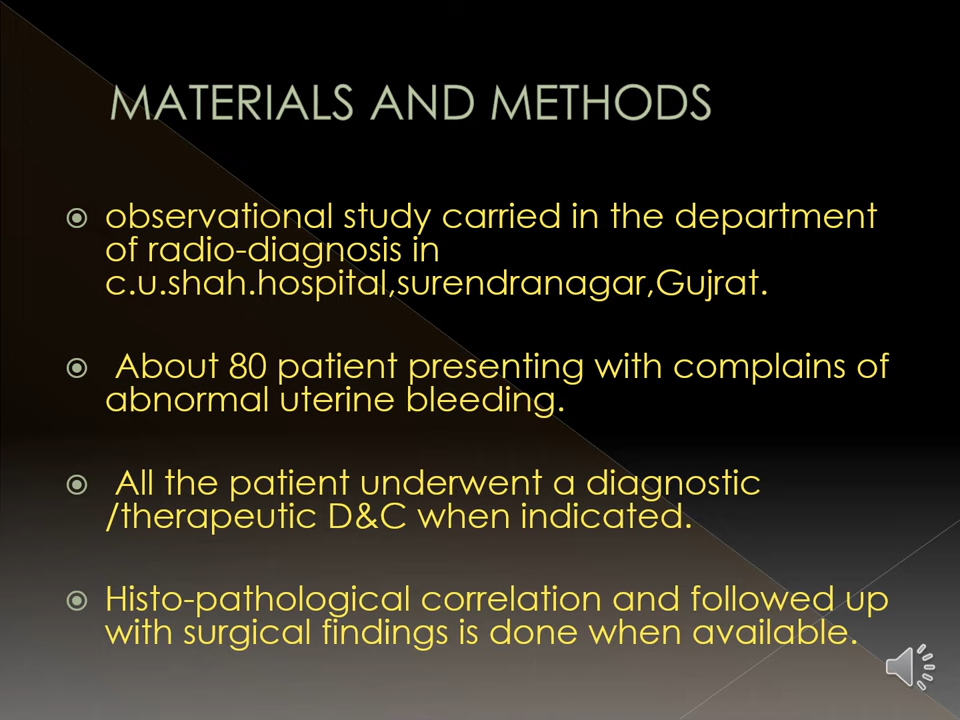 MATERIALS AND METHODS
observational study carried in the department
of radio-diagnosis in
c.u.shah.hospital,surendranagar,Gujrat.
About 80 patient presenting with complains of
abnormal uterine bleeding.
All the patient underwent a diagnostic
/therapeutic D&C when indicated.
Histo-pathological correlation and followed up
with surgical findings is done when available.